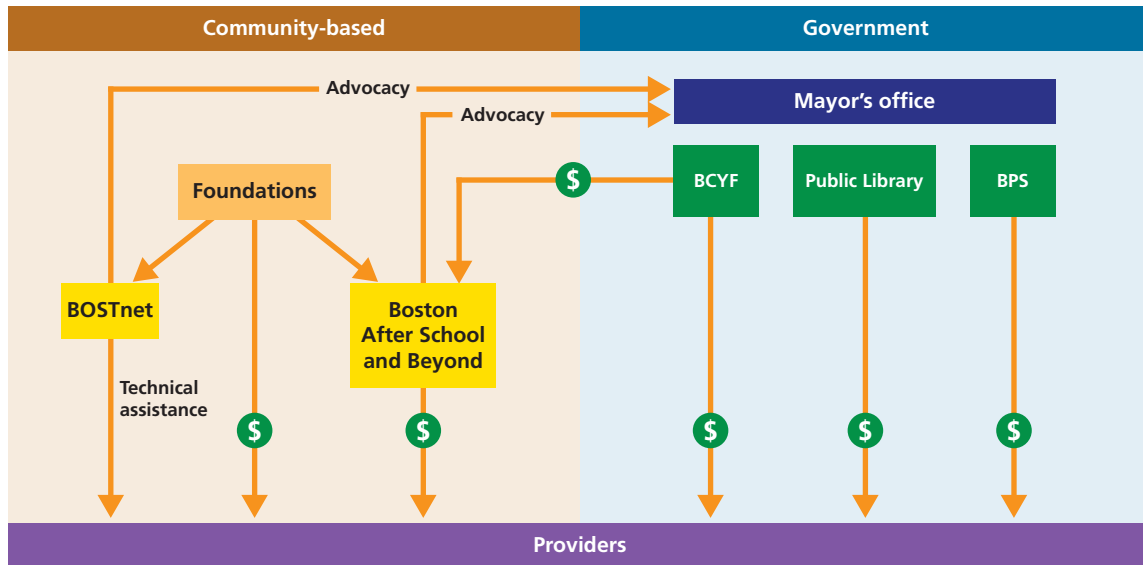 Community-based
Government
Advocacy
Mayor's office
Advocacy
Foundations
$
BCYF
Public Library
BPS
BOSTnet
Boston
After School
and Beyond
Technical
assistance
$
$
$
$
$
Providers